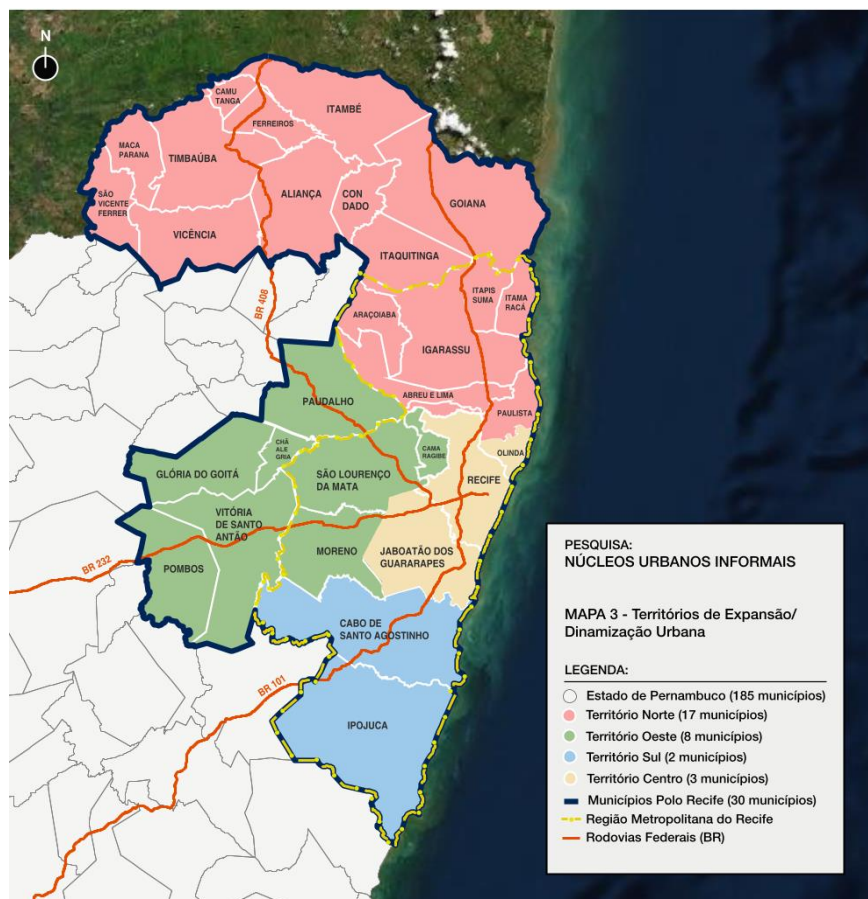 N
CAMU
TANGA
ITAMBÉ
FERREIROS
MACA
PARANA
TIMBAÚBA
ALIANÇA
CON
DADO
GOIANA
SÃO
VICENTE
FERRER
VICÊNCIA
ITAQUITINGA
BR 408
ITAPIS
SUMA
ITAMA
RACÁ
ARAÇOIABA
IGARASSU
ABREU E LIMA
PAULISTA
PAUDALHO
OLINDA
CHÃ
ALE
GRIA
CAMA
RAGIBE
GLÓRIA DO GOITÁ
SÃO LOURENÇO
DA MATA
RECIFE
VITÓRIA
DE SANTO
ANTÃO
MORENO
JABOATÃO DOS
GUARARAPES
BR 232
POMBOS
CABO DE
SANTO AGOSTINHO
BR 101
IPOJUCA
PESQUISA:
NÚCLEOS URBANOS INFORMAIS
MAPA 3 - Territórios de Expansão/
Dinamização Urbana
LEGENDA:
Estado de Pernambuco (185 municípios)
Território Norte (17 municípios)
Território Oeste (8 municípios)
Território Sul (2 municípios)
Território Centro (3 municípios)
Municípios Polo Recife (30 municípios)
Região Metropolitana do Recife
Rodovias Federais (BR)